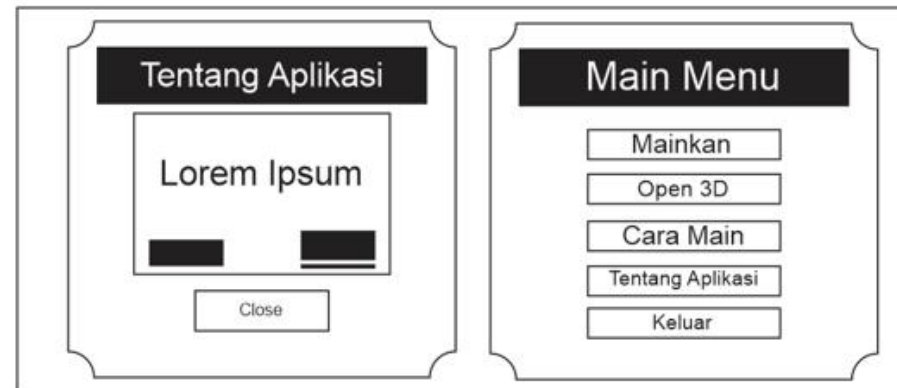 Tentang Aplikasi
Lorem Ipsum
Close
Main Menu
Mainkan
Open 3D
Cara Main
Tentang Aplikasi
Keluar